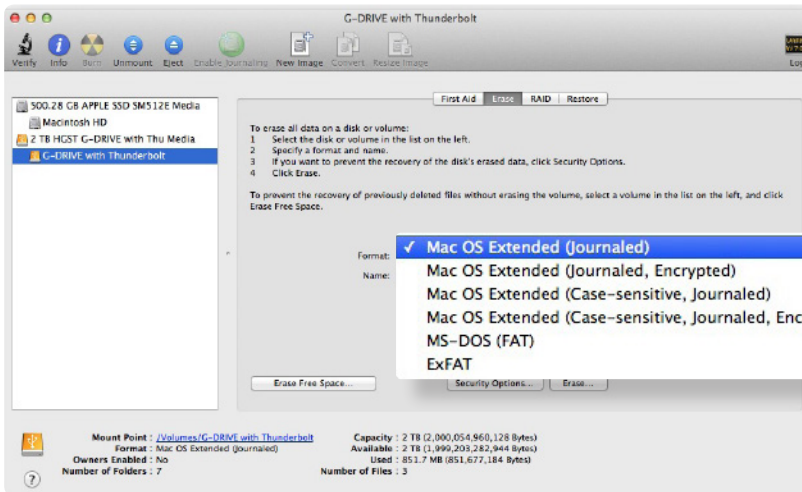 G-DRIVE with Thunderbolt
Verify Info Burn Unmount Eject Enable Journaling New Image Convert Resize Image
First Aid Erase RAID Restore
500.28 GB APPLE SSD SM512E Media
Macintosh HD
2 TB HGST G-DRIVE with Thu Media
G-DRIVE with Thunderbolt
To erase all data on a disk or volume:
1 Select the disk or volume in the list on the left.
2 Specify a format and name.
3 If you want to prevent the recovery of the disk's erased data, click Security Options.
4 Click Erase.
To prevent the recovery of previously deleted files without erasing the volume, select a volume in the list on the left, and click
Erase Free Space.
Format: ✓ Mac OS Extended (Journaled)
Name: Mac OS Extended (Journaled, Encrypted)
Mac OS Extended (Case-sensitive, Journaled)
Mac OS Extended (Case-sensitive, Journaled, Enc
MS-DOS (FAT)
ExFAT
Erase Free Space... Security Options... Erase...
Mount Point : /Volumes/G-DRIVE with Thunderbolt Capacity : 2 TB (2,000,054,960,128 Bytes)
Format : Mac OS Extended (Journaled) Available : 2 TB (1,999,203,282,944 Bytes)
Owners Enabled : No Used : 851.7 MB (851,677,184 Bytes)
Number of Folders : 7 Number of Files : 3
?